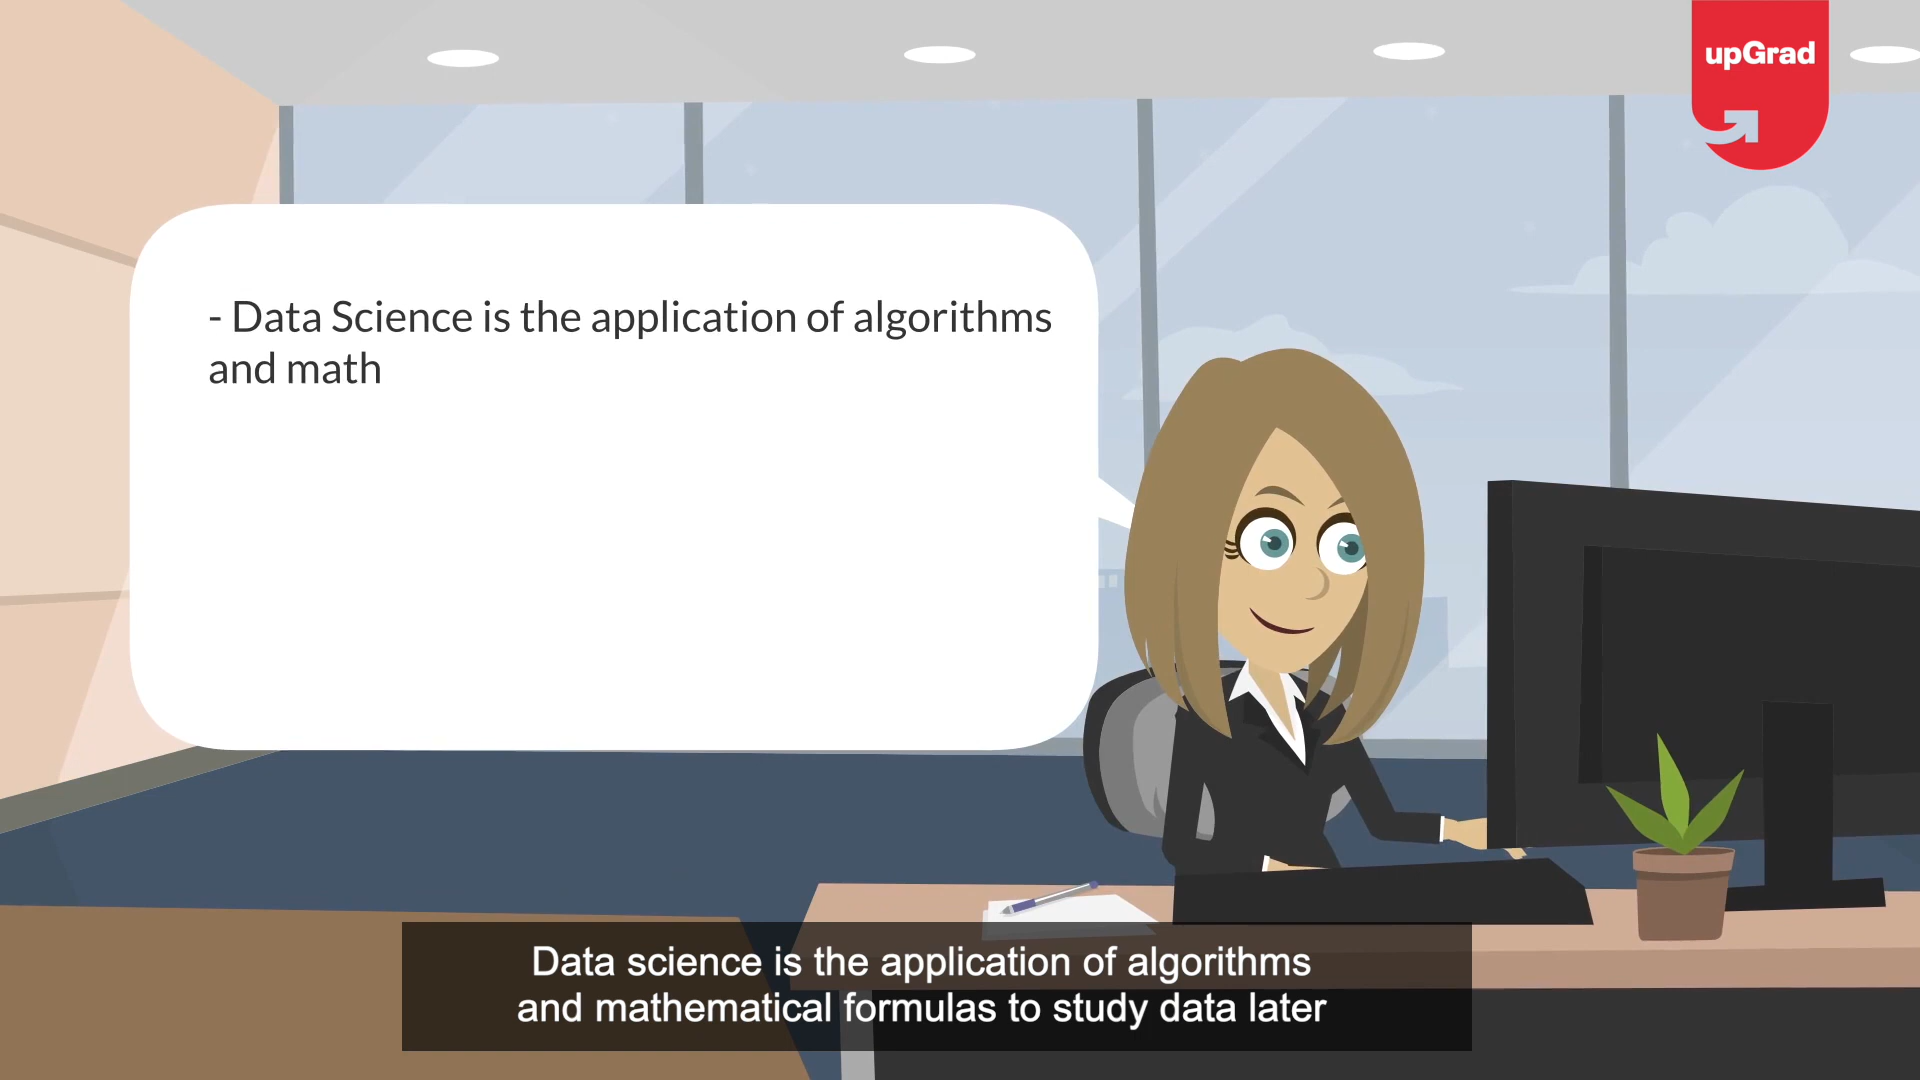 upGrad
- Data Science is the application of algorithms
and math
Data science is the application of algorithms
and mathematical formulas to study data later